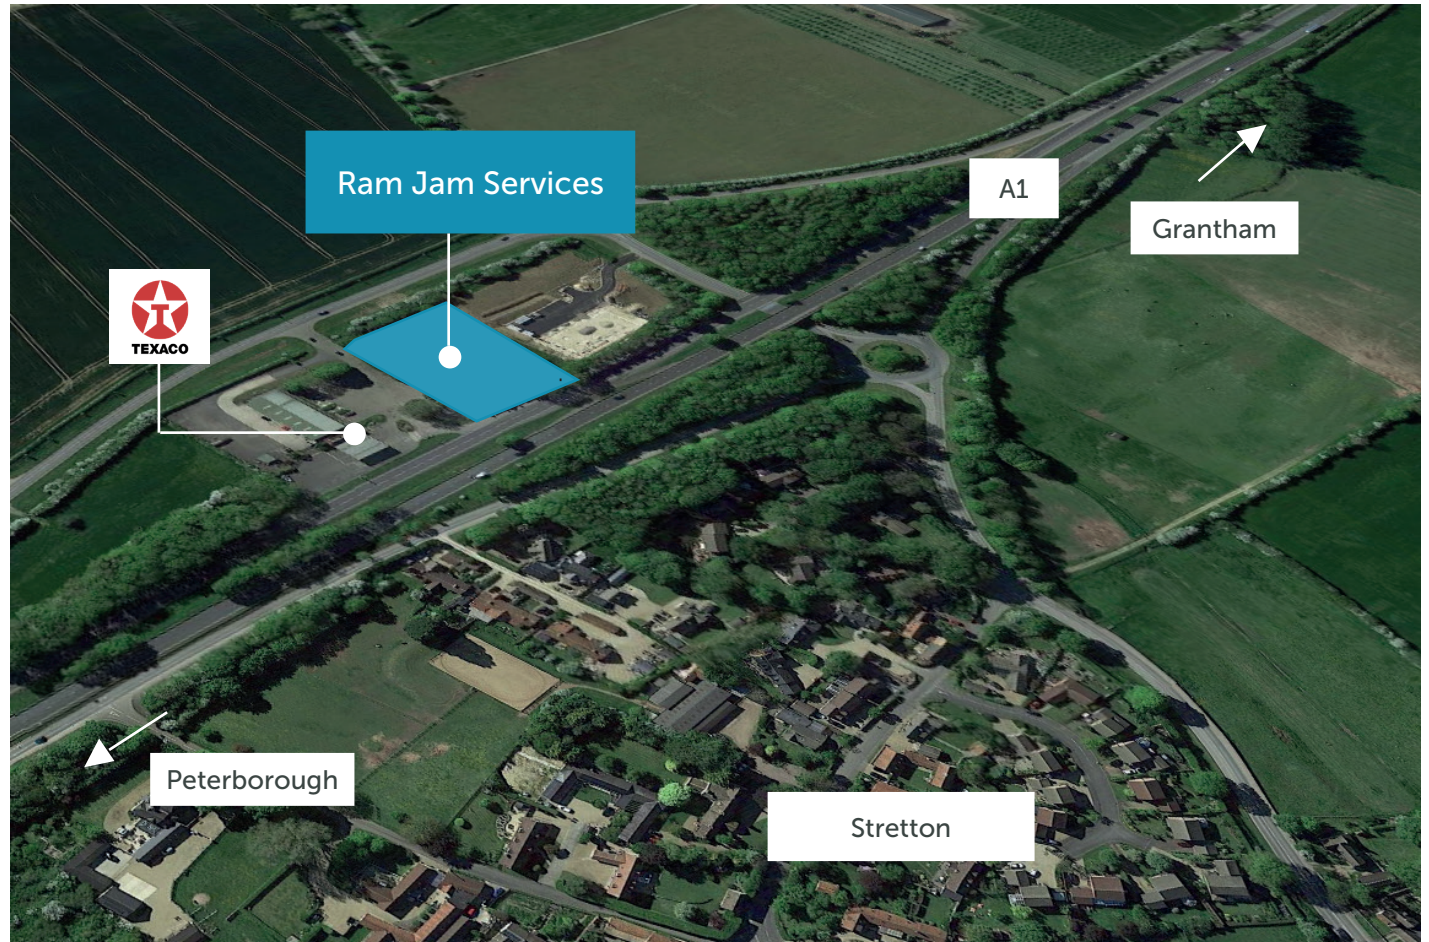 Ram Jam Services
A1
Grantham
T
TEXACO
Peterborough
Stretton